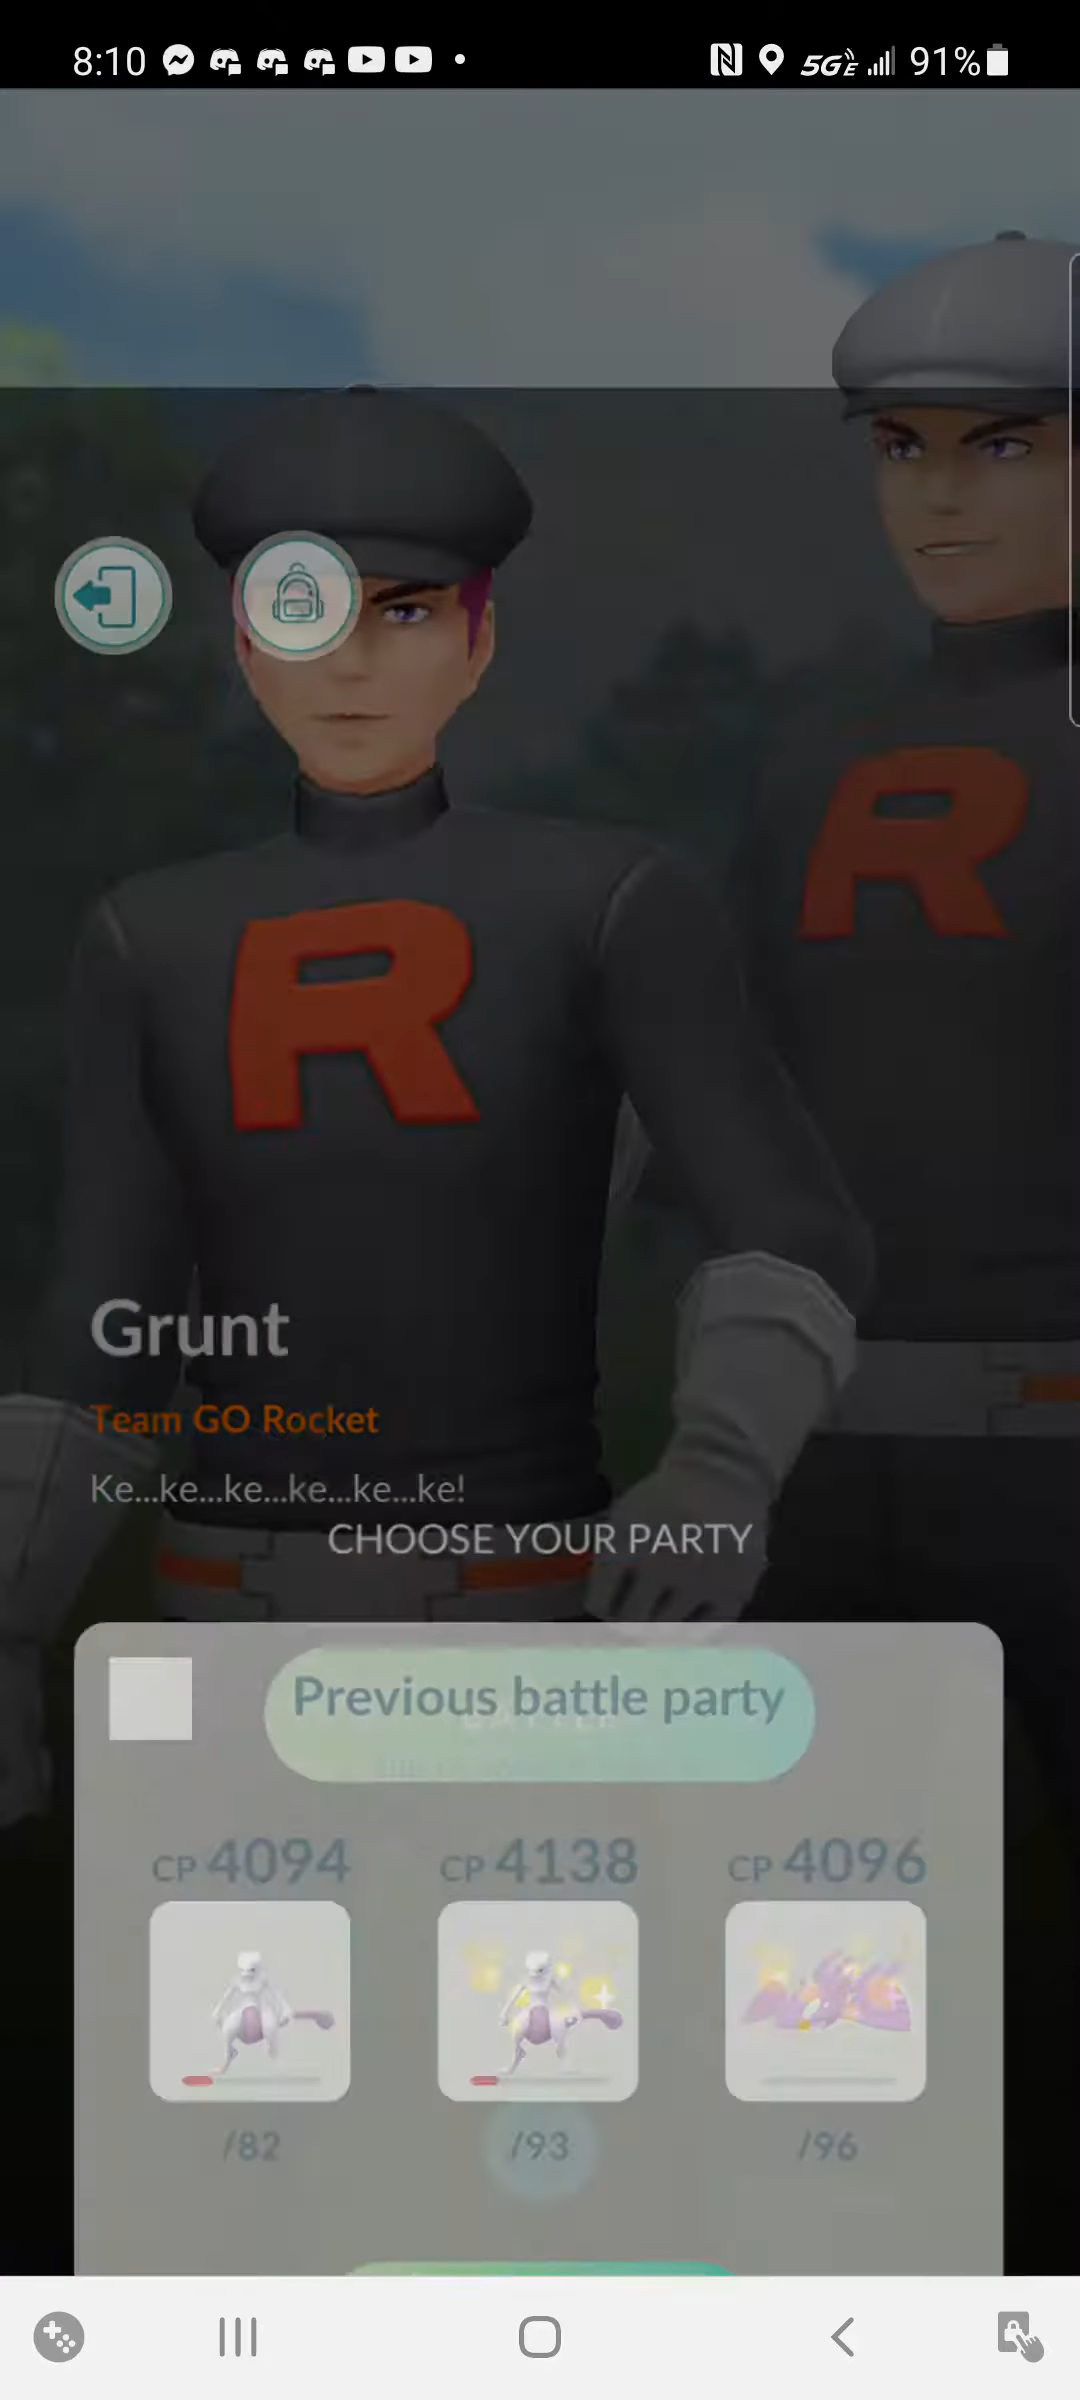 8:10 5GE 91%
R
R
Grunt
Team GO Rocket
Ke...ke...ke...ke...ke...ke!
CHOOSE YOUR PARTY
Previous battle party
CP 4094 CP 4138 CP 4096
/82 /93 /96